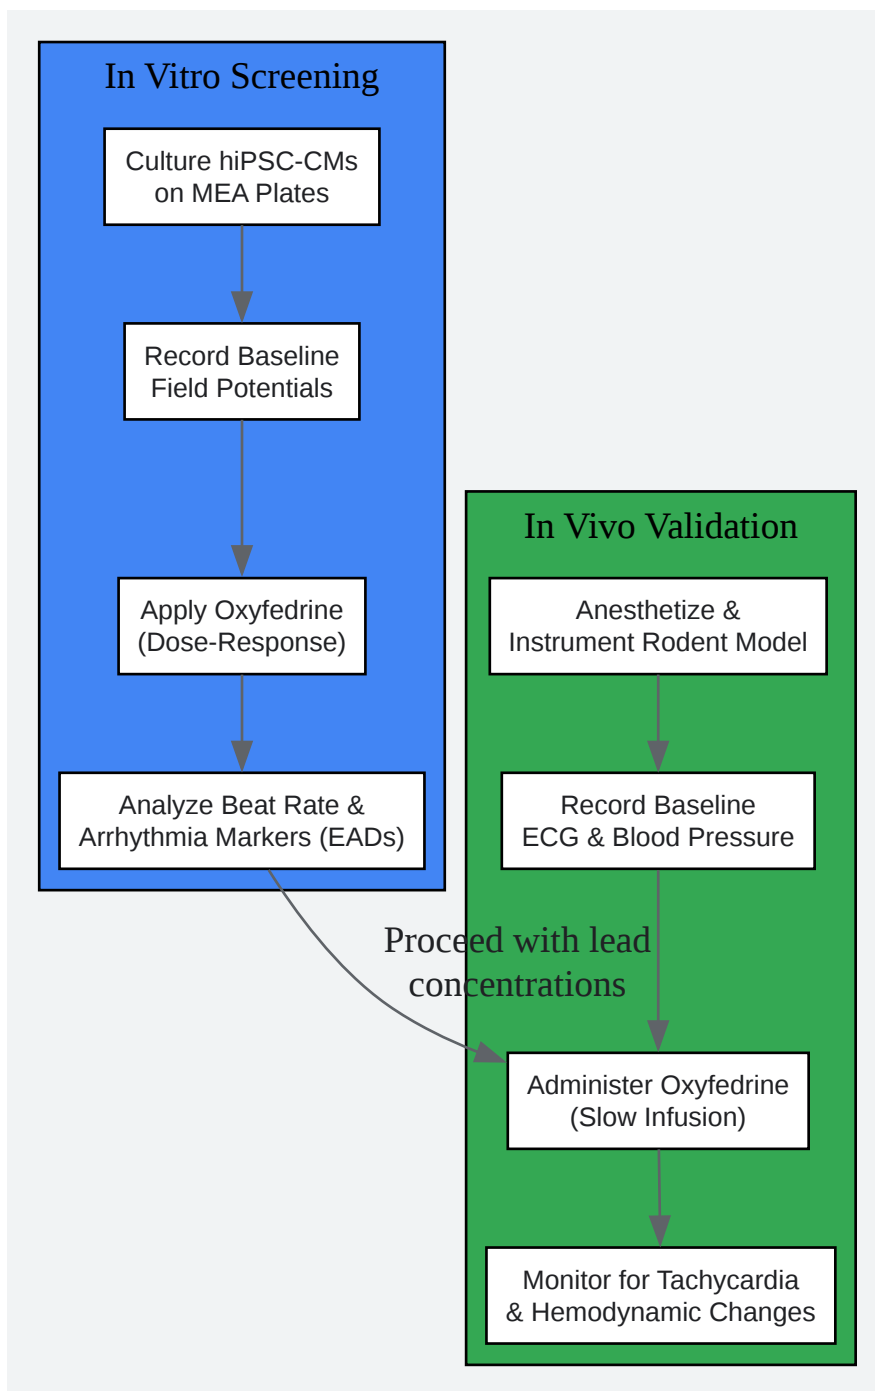 In Vitro Screening
Culture hiPSC-CMs
on MEA Plates
Record Baseline
Field Potentials
Apply Oxyfedrine
(Dose-Response)
Analyze Beat Rate &
Arrhythmia Markers (EADs)
Proceed with lead
concentrations
In Vivo Validation
Anesthetize &
Instrument Rodent Model
Record Baseline
ECG & Blood Pressure
Administer Oxyfedrine
(Slow Infusion)
Monitor for Tachycardia
& Hemodynamic Changes